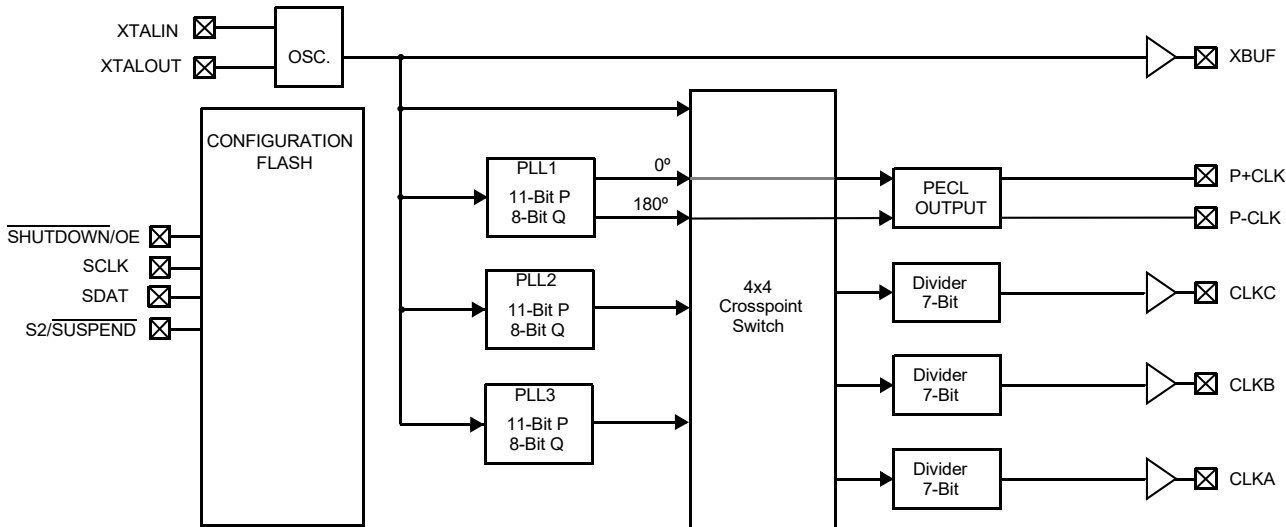 XTALIN
XTALOUT
OSC.
XBUF
CONFIGURATION
FLASH
SHUTDOWN/OE
SCLK
SDAT
S2/SUSPEND
PLL1
11-Bit P
8-Bit Q
0º
180º
PLL2
11-Bit P
8-Bit Q
PLL3
11-Bit P
8-Bit Q
4x4
Crosspoint
Switch
PECL
OUTPUT
P+CLK
P-CLK
Divider
7-Bit
CLKC
Divider
7-Bit
CLKB
Divider
7-Bit
CLKA